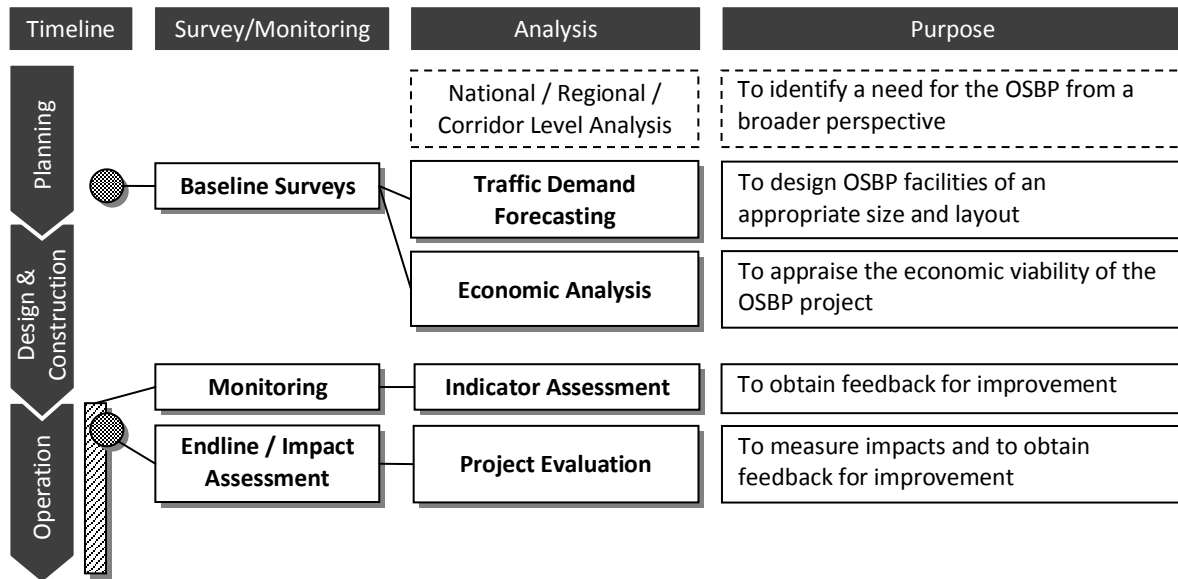 Timeline
Survey/Monitoring
Analysis
Purpose
Planning
National / Regional /
Corridor Level Analysis
To identify a need for the OSBP from a
broader perspective
Baseline Surveys
Traffic Demand
Forecasting
To design OSBP facilities of an
appropriate size and layout
Design &
Construction
Economic Analysis
To appraise the economic viability of the
OSBP project
Monitoring
Indicator Assessment
To obtain feedback for improvement
Operation
Endline / Impact
Assessment
Project Evaluation
To measure impacts and to obtain
feedback for improvement